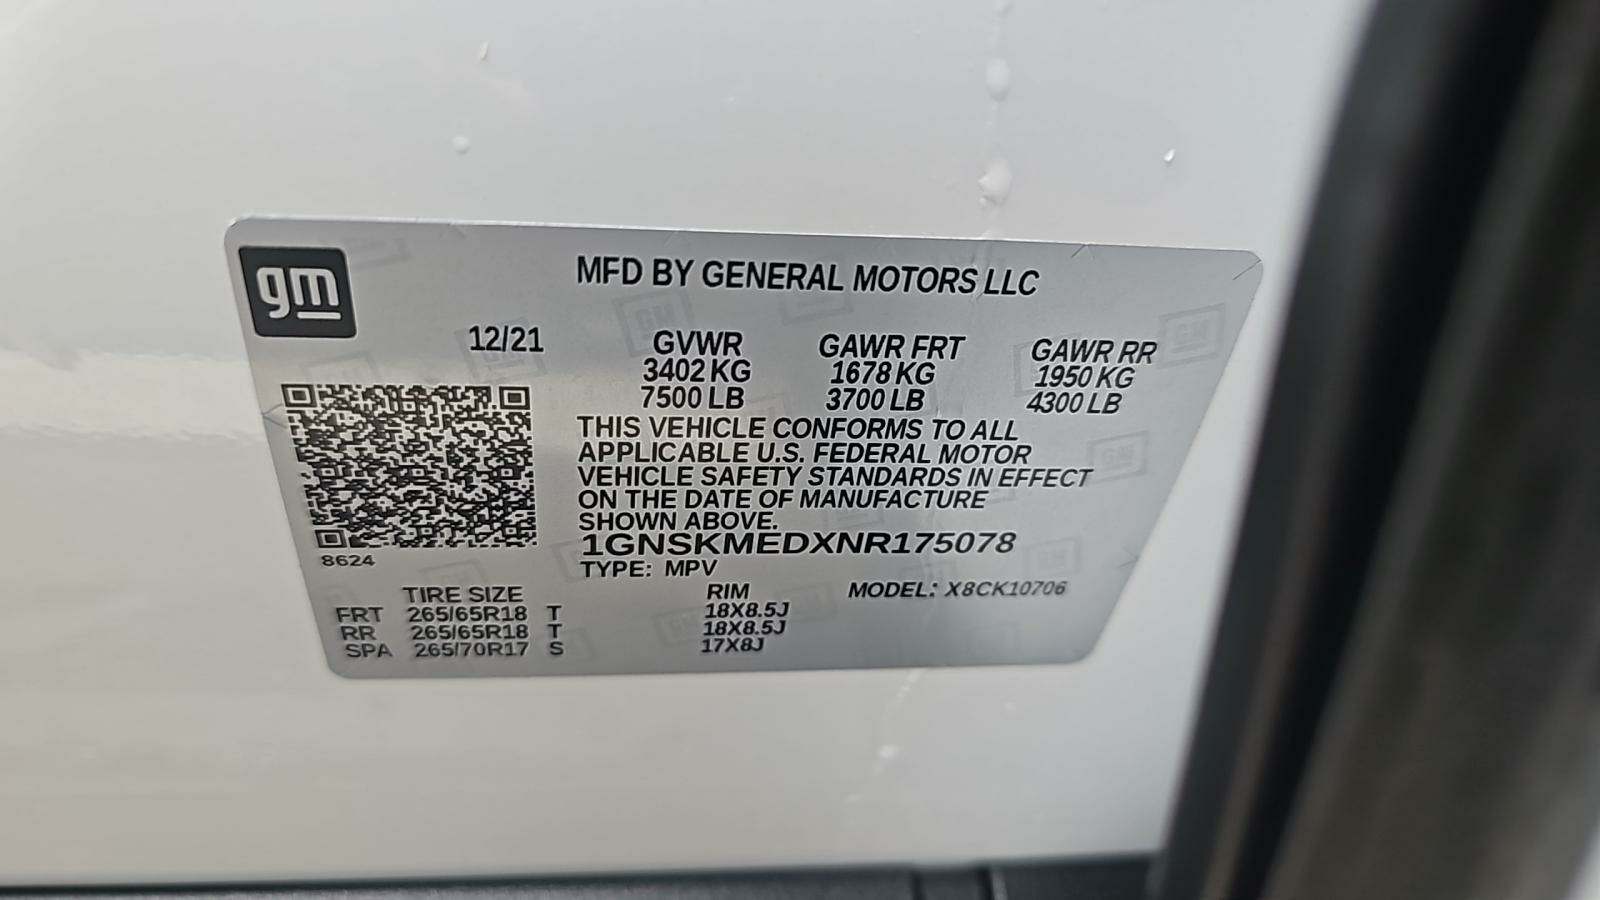 gm
MFD BY GENERAL MOTORS LLC
12/21 GVWR GAWR FRT GAWR RR
3402 KG 1678 KG 1950 KG
7500 LB 3700 LB 4300 LB
THIS VEHICLE CONFORMS TO ALL
APPLICABLE U.S. FEDERAL MOTOR
VEHICLE SAFETY STANDARDS IN EFFECT
ON THE DATE OF MANUFACTURE
SHOWN ABOVE.
1GNSKMEDXNR175078
8624
TYPE: MPV
TIRE SIZE RIM MODEL: X8CK10706
FRT 265/65R18 T 18X8.5J
RR 265/65R18 T 18X8.5J
SPA 265/70R17 S 17X8J